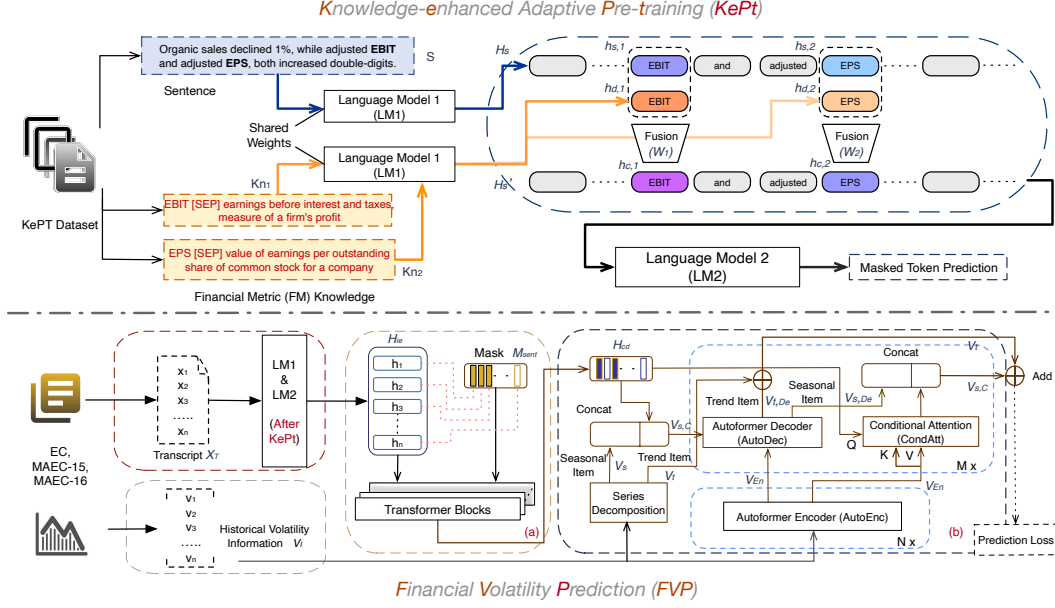 Knowledge-enhanced Adaptive Pre-training (KePt)
Organic sales declined 1%, while adjusted EBIT
and adjusted EPS, both increased double-digits.
S
Sentence
Language Model 1
(LM1)
Shared
Weights
Language Model 1
(LM1)
Kn1
KePT Dataset
EBIT [SEP] earnings before interest and taxes,
measure of a firm's profit
EPS [SEP] value of earnings per outstanding
share of common stock for a company
Kn2
Financial Metric (FM) Knowledge
Hs
hs,1
hs,2
EBIT
and
adjusted
EPS
hd,1
hd,2
EBIT
EPS
Fusion
(W1)
Fusion
(W2)
hc,1
hc,2
Hs'
EBIT
and
adjusted
EPS
Language Model 2
(LM2)
Masked Token Prediction
EC,
MAEC-15,
MAEC-16
x1
x2
x3
.....
xn
Transcript XT
LM1
&
LM2
(After
KePt)
v1
v2
v3
.....
vn
Historical Volatility
Information VI
Hie
h1
h2
h3
hn
Mask
Msent
Transformer Blocks
(a)
Hcd
Concat
Vs,C
Seasonal
Item
Vs
Trend Item
Vt
Series
Decomposition
Trend Item
Vt,De
Seasonal
Item
Vs,De
Autoformer Decoder
(AutoDec)
Concat
Conditional Attention
(CondAtt)
Q
K
V
M x
VEn
VEn
Autoformer Encoder (AutoEnc)
N x
(b)
VT
Vs,C
Add
Prediction Loss
Financial Volatility Prediction (FVP)